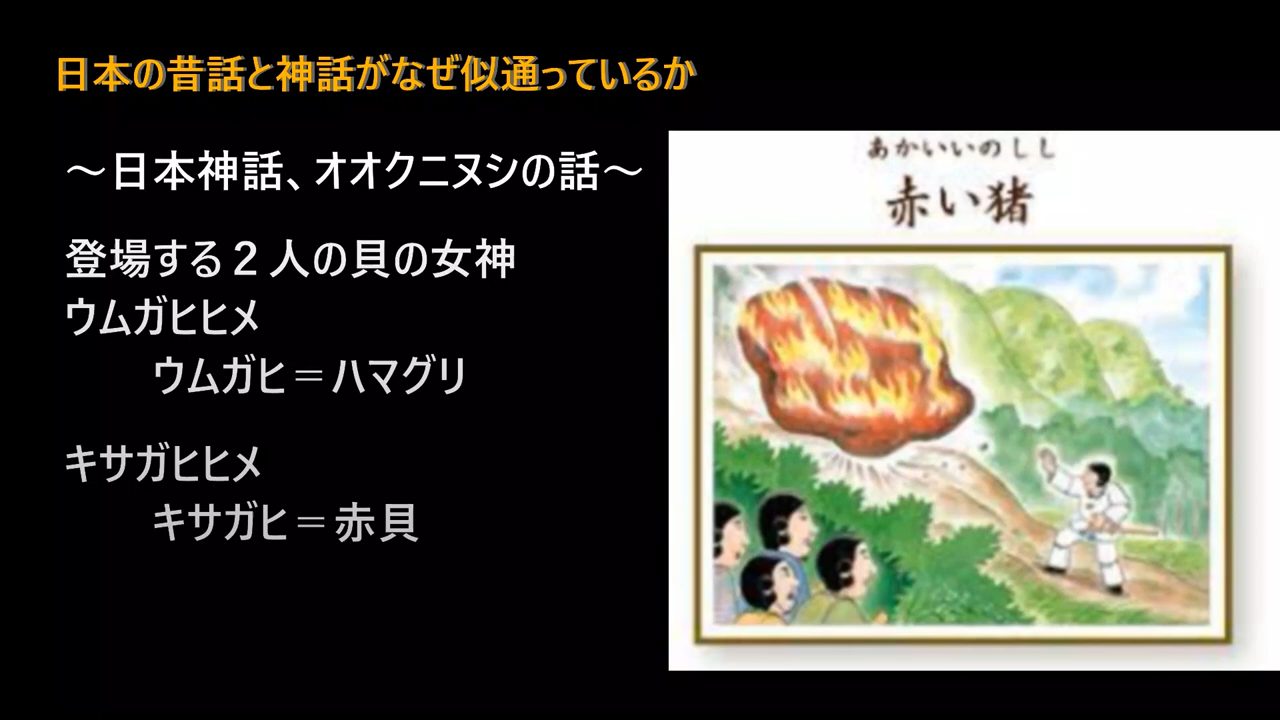 日本の昔話と神話がなぜ似通っているか
～日本神話、オオクニヌシの話～
登場する２人の貝の女神
ウムガヒヒメ
ウムガヒ＝ハマグリ
キサガヒヒメ
キサガヒ＝赤貝
あかいいのしし
赤い猪